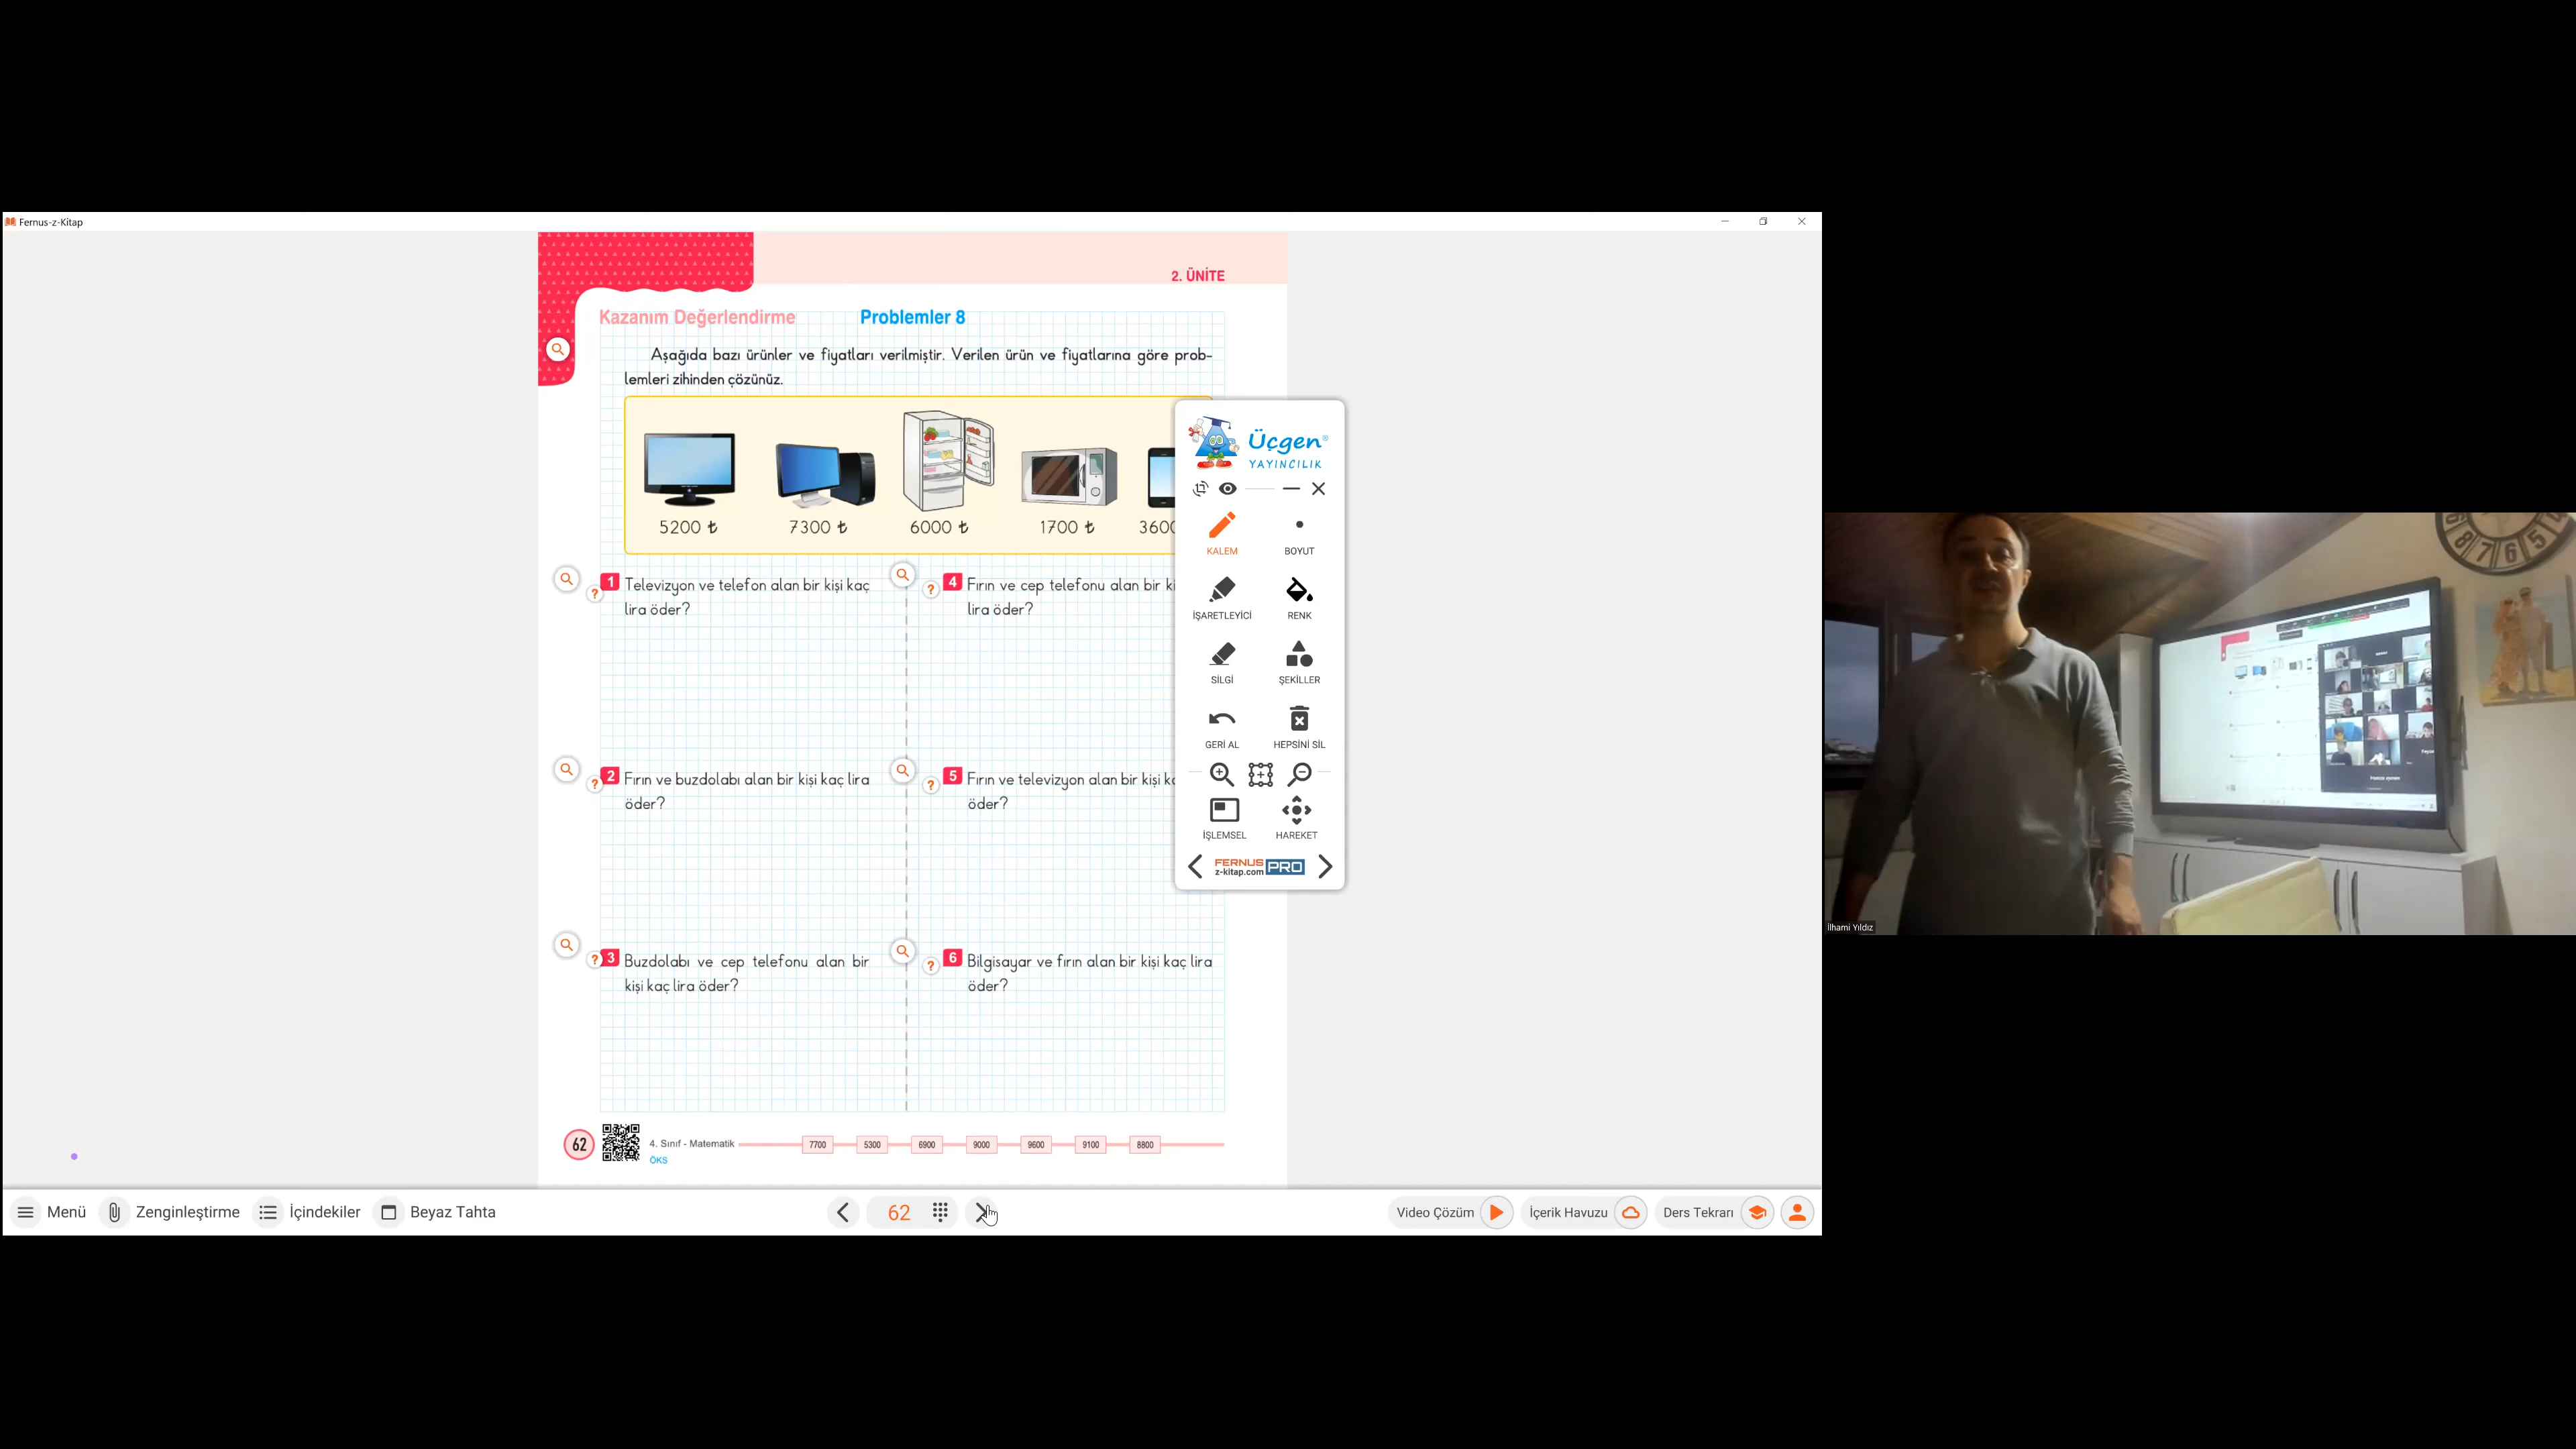 Fernus-z-Kitap
2. ÜNİTE
Kazanım Değerlendirme
Problemler 8
Aşağıda bazı ürünler ve fiyatları verilmiştir. Verilen ürün ve fiyatlarına göre prob-
lemleri zihinden çözünüz.
5200 ₺
7300 ₺
6000 ₺
1700 ₺
3600
1 Televizyon ve telefon alan bir kişi kaç
lira öder?
2 Fırın ve buzdolabı alan bir kişi kaç lira
öder?
3 Buzdolabı ve cep telefonu alan bir
kişi kaç lira öder?
4 Fırın ve cep telefonu alan bir ki
lira öder?
5 Fırın ve televizyon alan bir kişi
öder?
6 Bilgisayar ve fırın alan bir kişi kaç lira
öder?
Üçgen®
YAYINCILIK
KALEM
BOYUT
İŞARETLEYİCİ
RENK
SİLGİ
ŞEKİLLER
GERİ AL
HEPSİNİ SİL
İŞLEMSEL
HAREKET
FERNUS PRO
z-kitap.com
62
4. Sınıf - Matematik
ÖKS
7700
5300
6900
9000
9600
9100
8800
Menü
Zenginleştirme
İçindekiler
Beyaz Tahta
62
Video Çözüm
İçerik Havuzu
Ders Tekrarı
İlhami Yıldız